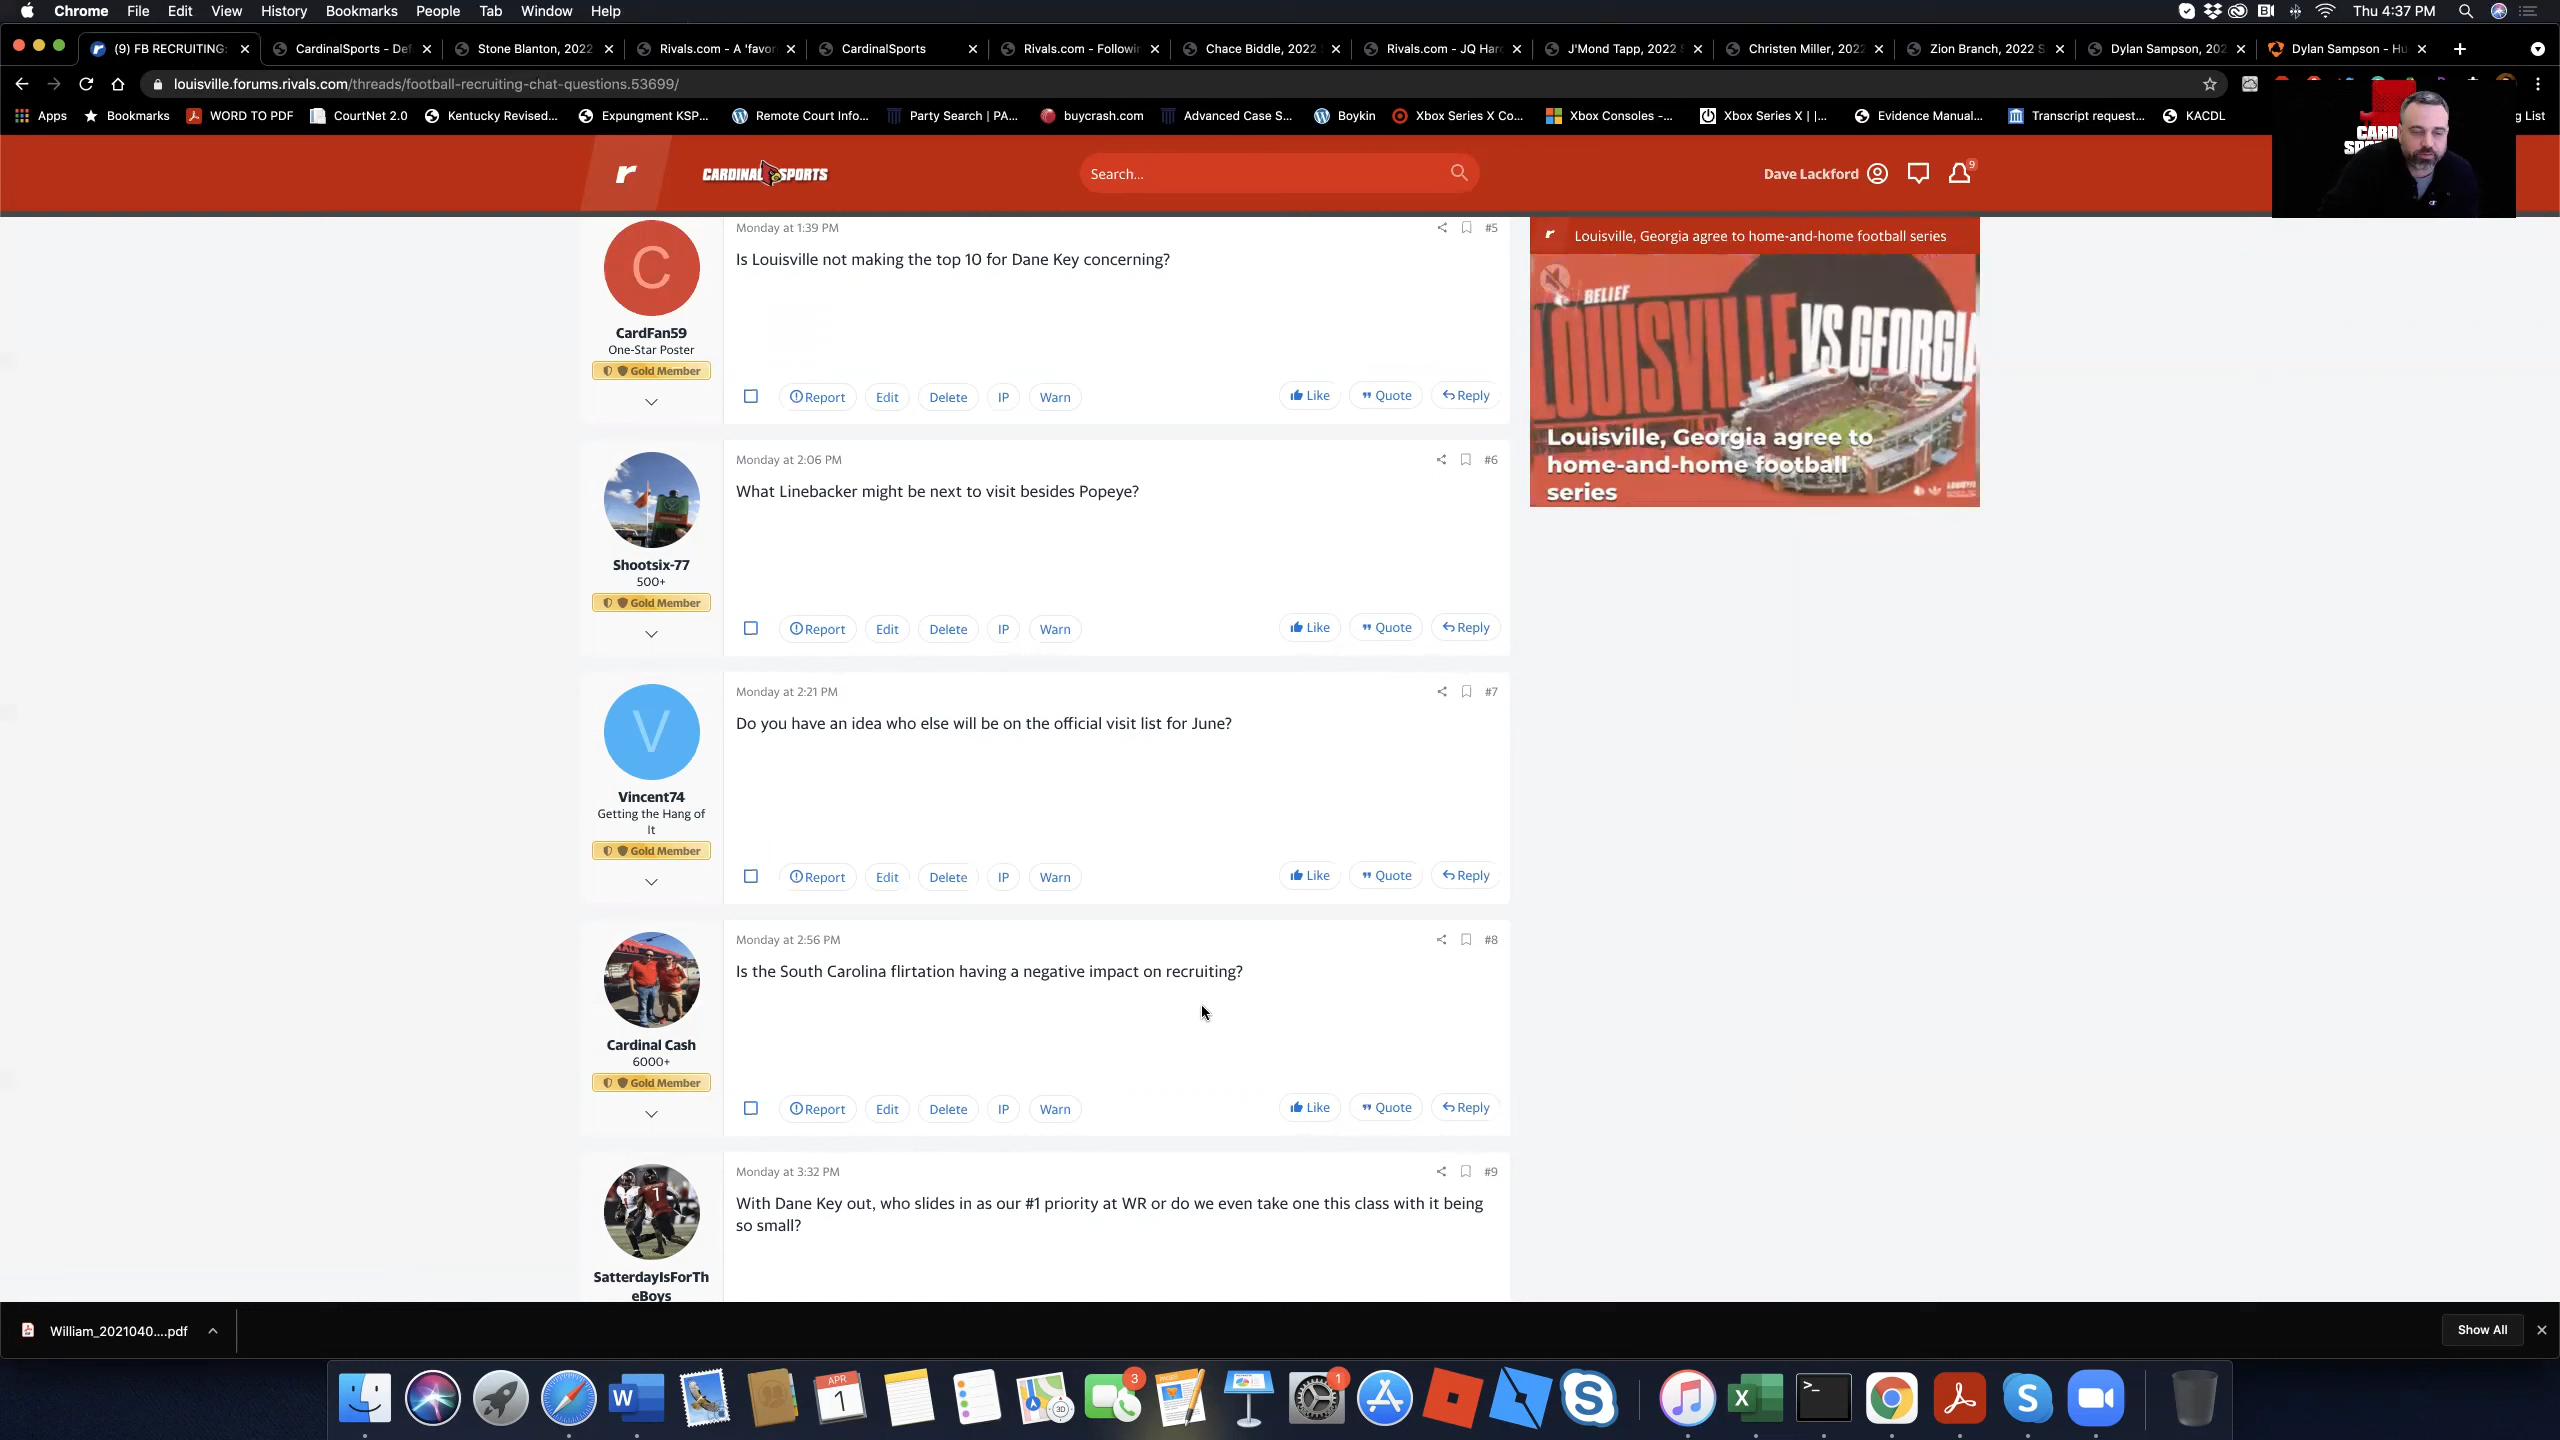 Chrome File Edit View History Bookmarks People Tab Window Help
Thu 4:37 PM
(9) FB RECRUITING:
CardinalSports - Def
Stone Blanton, 2022
Rivals.com - A 'favor
CardinalSports
Rivals.com - Followin
Chace Biddle, 2022
Rivals.com - JQ Har
J'Mond Tapp, 2022
Christen Miller, 2022
Zion Branch, 2022 S
Dylan Sampson, 202
Dylan Sampson - Hu
louisville.forums.rivals.com/threads/football-recruiting-chat-questions.53699/
Apps
Bookmarks
WORD TO PDF
CourtNet 2.0
Kentucky Revised...
Expungment KSP...
Remote Court Info...
Party Search | PA...
buycrash.com
Advanced Case S...
Boykin
Xbox Series X Co...
Xbox Consoles -...
Xbox Series X | |...
Evidence Manual...
Transcript request...
KACDL
g List
CARDINAL SPORTS
Search...
Dave Lackford
9
CARD
Monday at 1:39 PM
#5
Is Louisville not making the top 10 for Dane Key concerning?
C
CardFan59
One-Star Poster
Gold Member
Report Edit Delete IP Warn
Like Quote Reply
Louisville, Georgia agree to home-and-home football series
BELIEF
LOUISVILLE VS GEORGIA
Louisville, Georgia agree to
home-and-home football
series
Monday at 2:06 PM
#6
What Linebacker might be next to visit besides Popeye?
Shootsix-77
500+
Gold Member
Report Edit Delete IP Warn
Like Quote Reply
Monday at 2:21 PM
#7
Do you have an idea who else will be on the official visit list for June?
V
Vincent74
Getting the Hang of
It
Gold Member
Report Edit Delete IP Warn
Like Quote Reply
Monday at 2:56 PM
#8
Is the South Carolina flirtation having a negative impact on recruiting?
Cardinal Cash
6000+
Gold Member
Report Edit Delete IP Warn
Like Quote Reply
Monday at 3:32 PM
#9
With Dane Key out, who slides in as our #1 priority at WR or do we even take one this class with it being
so small?
SatterdayIsForTh
eBoys
William_2021040....pdf
Show All
APR
1
3
1